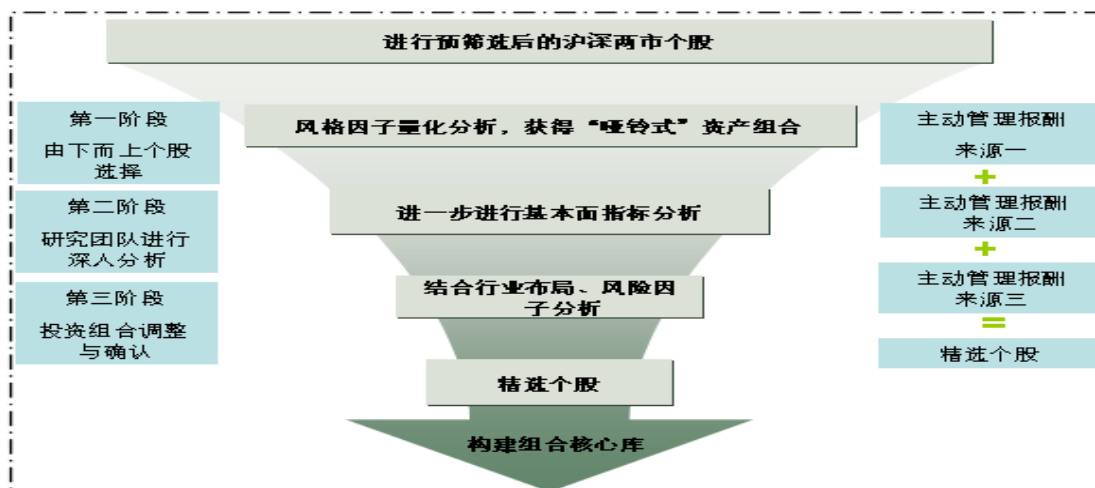 进行预筛选后的沪深两市个股
第一阶段
由下而上个股
选择
风格因子量化分析，获得“哑铃式”资产组合
主动管理报酬
来源一
+
第二阶段
研究团队进行
深入分析
进一步进行基本面指标分析
主动管理报酬
来源二
+
第三阶段
投资组合调整
与确认
结合行业布局、风险因
子分析
主动管理报酬
来源三
=
精选个股
精选个股
构建组合核心库